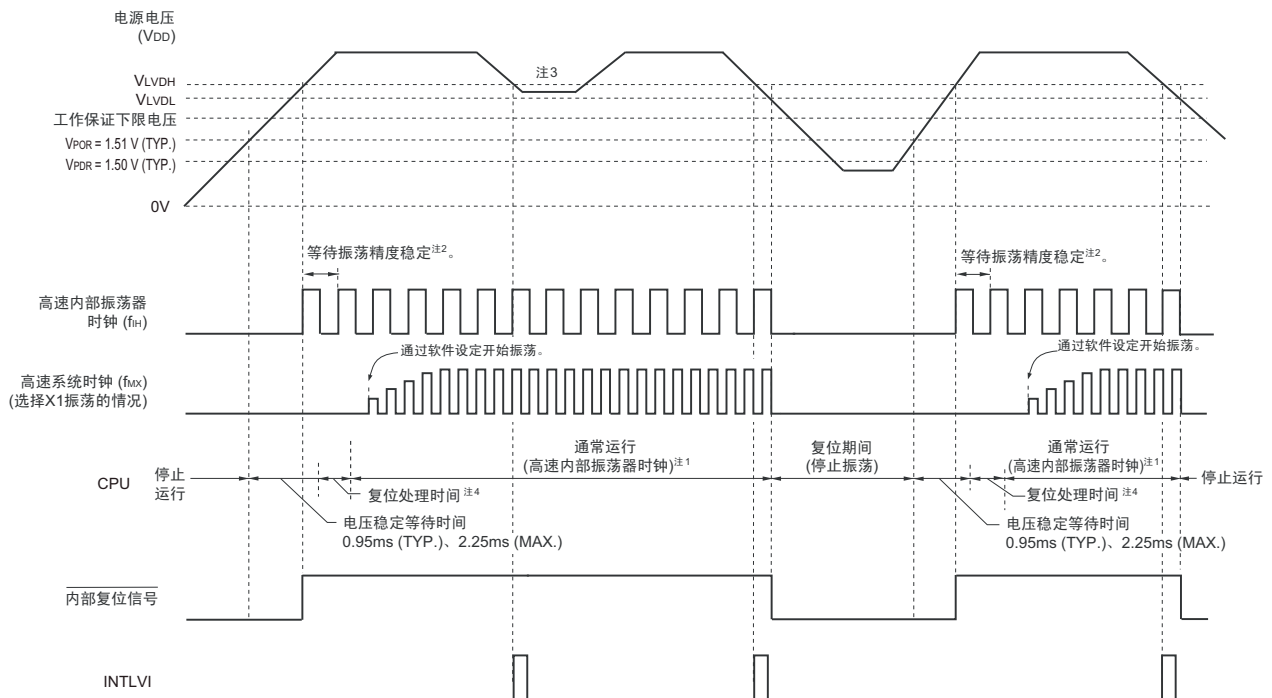 电源电压
(VDD)
VLVDH
注3
VLVDL
工作保证下限电压
VPOR = 1.51 V (TYP.)
VPDR = 1.50 V (TYP.)
0V
等待振荡精度稳定注2。
等待振荡精度稳定注2。
高速内部振荡器
时钟 (fIH)
通过软件设定开始振荡。
通过软件设定开始振荡。
高速系统时钟 (fMX)
(选择X1振荡的情况)
CPU
停止
运行
通常运行
(高速内部振荡器时钟)注1
复位期间
(停止振荡)
通常运行
(高速内部振荡器时钟)注1
停止运行
复位处理时间 注4
复位处理时间 注4
电压稳定等待时间
0.95ms (TYP.)、2.25ms (MAX.)
电压稳定等待时间
0.95ms (TYP.)、2.25ms (MAX.)
内部复位信号
INTLVI